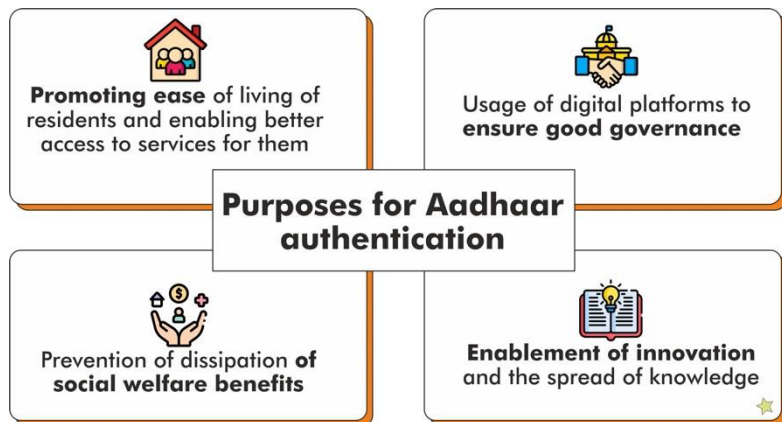 Promoting ease of living of
residents and enabling better
access to services for them
Usage of digital platforms to
ensure good governance
Purposes for Aadhaar
authentication
Prevention of dissipation of
social welfare benefits
Enablement of innovation
and the spread of knowledge